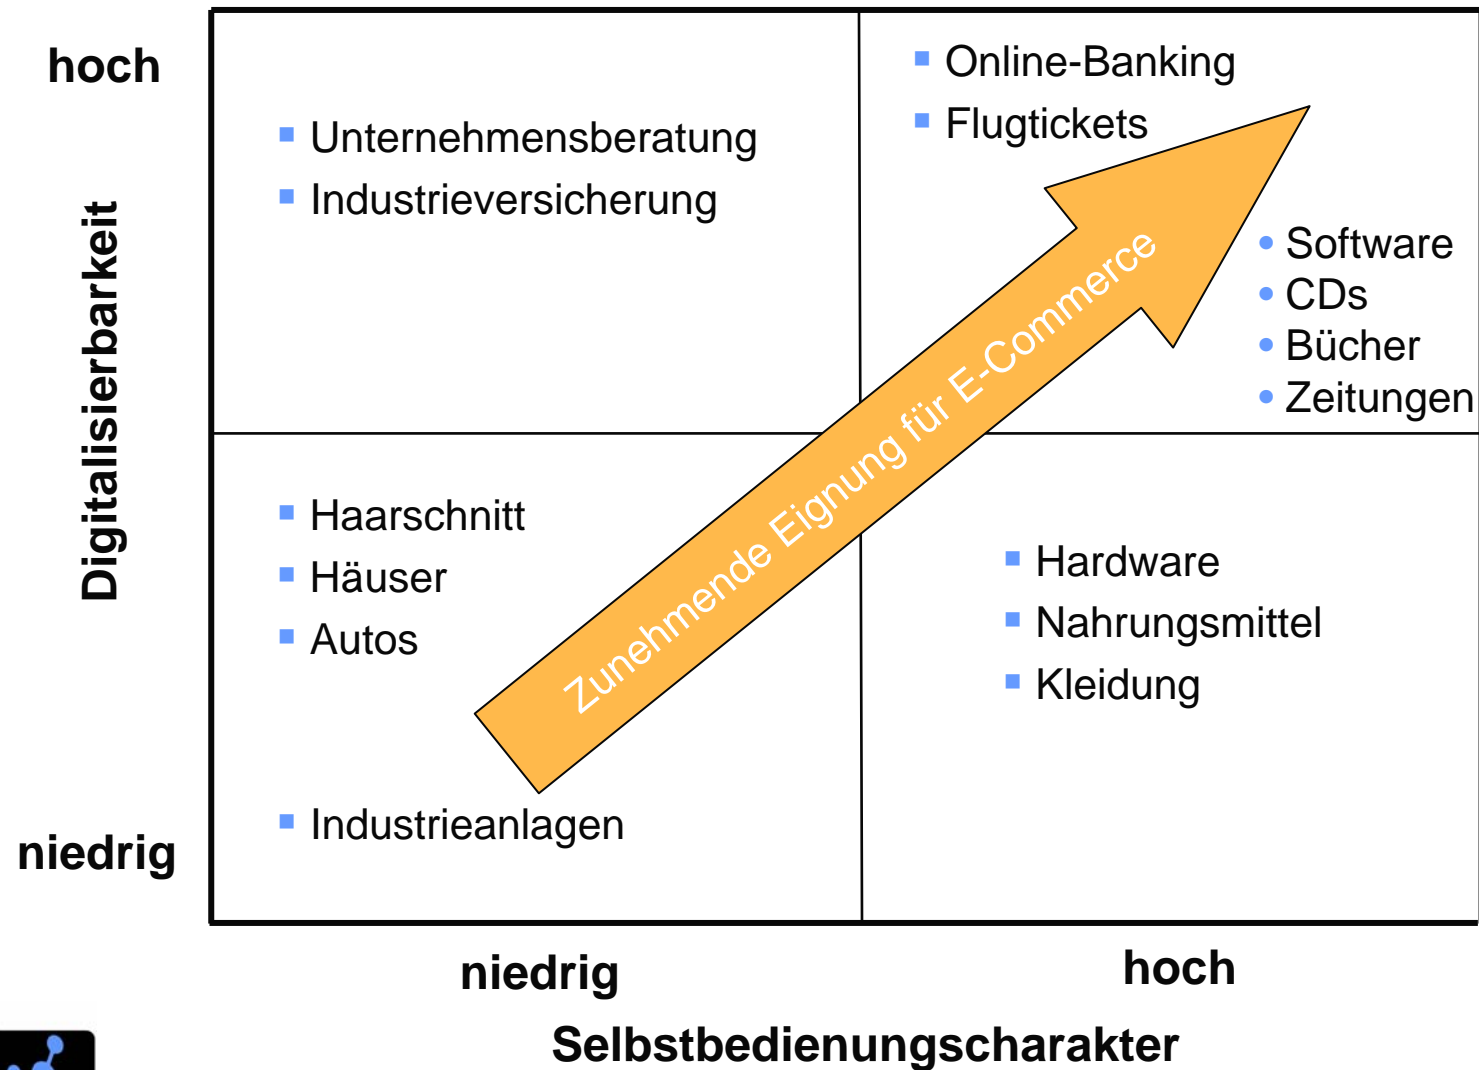 hoch
Digitalisierbarkeit
niedrig
Unternehmensberatung
Industrieversicherung
Online-Banking
Flugtickets
Software
CDs
Bücher
Zeitungen
Zunehmende Eignung für E-Commerce
Haarschnitt
Häuser
Autos
Industrieanlagen
Hardware
Nahrungsmittel
Kleidung
niedrig
hoch
Selbstbedienungscharakter